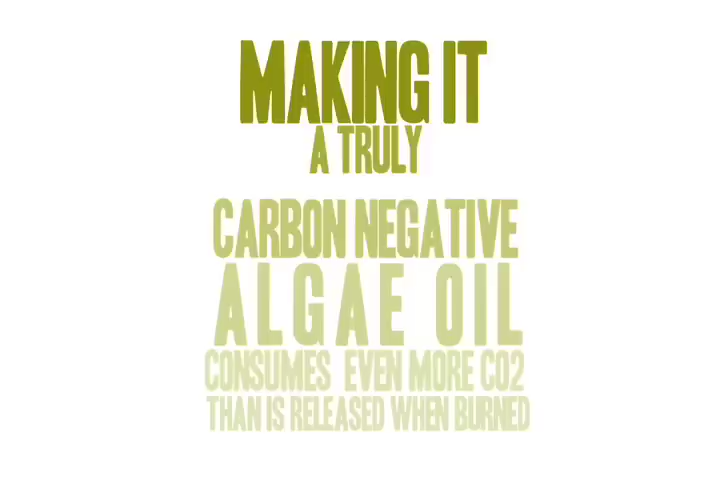 MAKING IT
A TRULY
CARBON NEGATIVE
ALGAE OIL
CONSUMES EVEN MORE CO2
THAN IS RELEASED WHEN BURNED